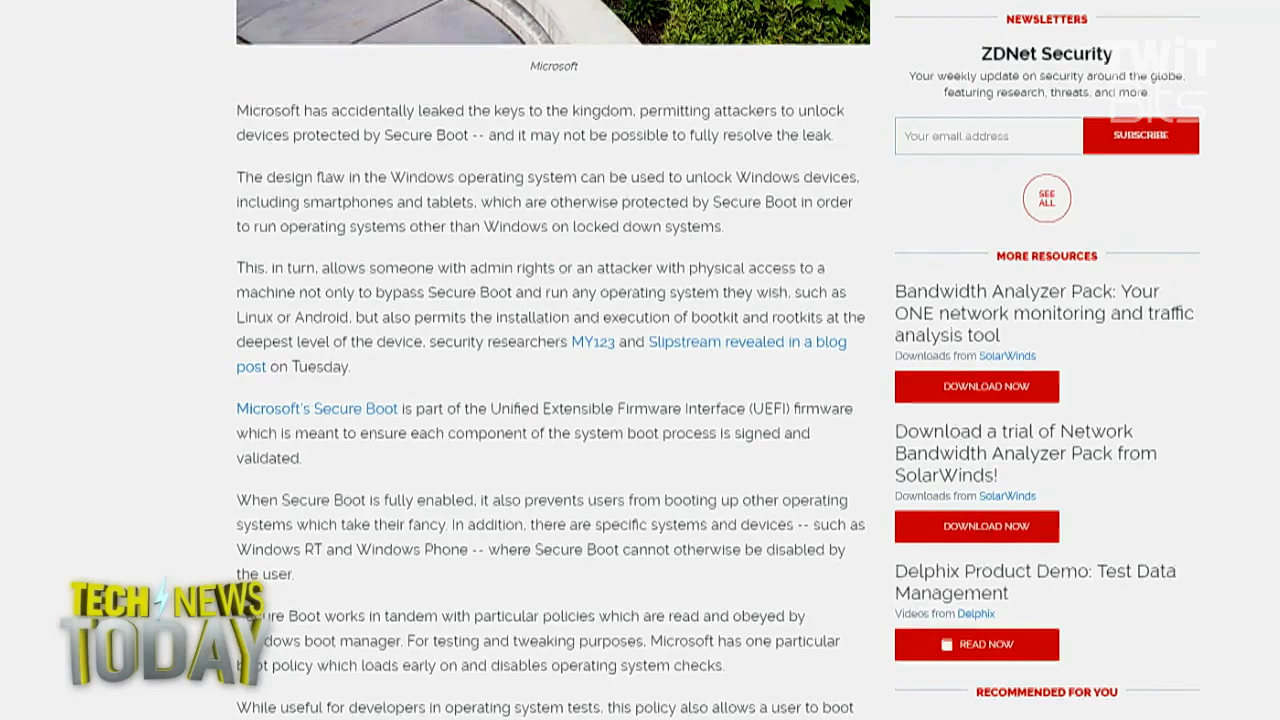 Microsoft
Microsoft has accidentally leaked the keys to the kingdom, permitting attackers to unlock
devices protected by Secure Boot -- and it may not be possible to fully resolve the leak.
The design flaw in the Windows operating system can be used to unlock Windows devices,
including smartphones and tablets, which are otherwise protected by Secure Boot in order
to run operating systems other than Windows on locked down systems.
This, in turn, allows someone with admin rights or an attacker with physical access to a
machine not only to bypass Secure Boot and run any operating system they wish, such as
Linux or Android, but also permits the installation and execution of bootkit and rootkits at the
deepest level of the device, security researchers MY123 and Slipstream revealed in a blog
post on Tuesday.
Microsoft's Secure Boot is part of the Unified Extensible Firmware Interface (UEFI) firmware
which is meant to ensure each component of the system boot process is signed and
validated.
When Secure Boot is fully enabled, it also prevents users from booting up other operating
systems which take their fancy. In addition, there are specific systems and devices -- such as
Windows RT and Windows Phone -- where Secure Boot cannot otherwise be disabled by
the user.
Boot works in tandem with particular policies which are read and obeyed by
boot manager. For testing and tweaking purposes, Microsoft has one particular
policy which loads early on and disables operating system checks.
While useful for developers in operating system tests, this policy also allows a user to boot
TECH NEWS
TODAY
NEWSLETTERS
ZDNet Security
Your weekly update on security around the globe,
featuring research, threats, and more.
Your email address
SUBSCRIBE
TWiT
BITS
SEE
ALL
MORE RESOURCES
Bandwidth Analyzer Pack: Your
ONE network monitoring and traffic
analysis tool
Downloads from SolarWinds
DOWNLOAD NOW
Download a trial of Network
Bandwidth Analyzer Pack from
SolarWinds!
Downloads from SolarWinds
DOWNLOAD NOW
Delphix Product Demo: Test Data
Management
Videos from Delphix
READ NOW
RECOMMENDED FOR YOU